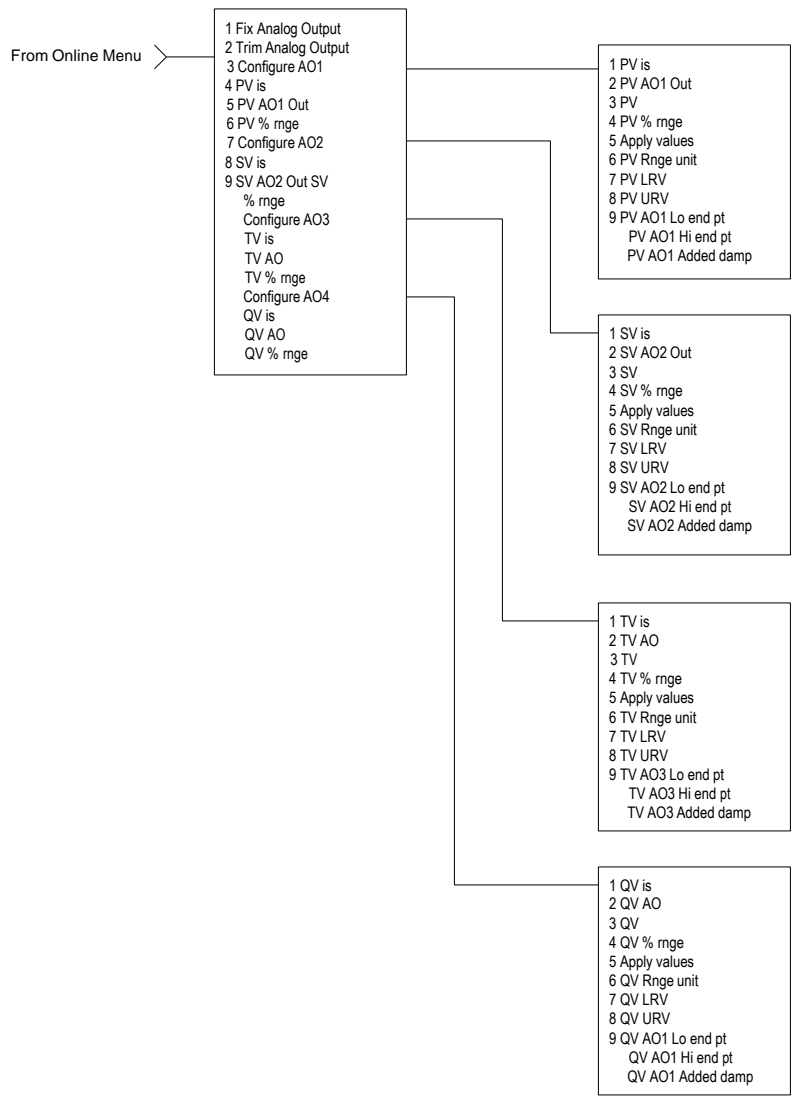 From Online Menu
1 Fix Analog Output
2 Trim Analog Output
3 Configure AO1
4 PV is
5 PV AO1 Out
6 PV % rnge
7 Configure AO2
8 SV is
9 SV AO2 Out SV
% rnge
Configure AO3
TV is
TV AO
TV % rnge
Configure AO4
QV is
QV AO
QV % rnge
1 PV is
2 PV AO1 Out
3 PV
4 PV % rnge
5 Apply values
6 PV Rnge unit
7 PV LRV
8 PV URV
9 PV AO1 Lo end pt
PV AO1 Hi end pt
PV AO1 Added damp
1 SV is
2 SV AO2 Out
3 SV
4 SV % rnge
5 Apply values
6 SV Rnge unit
7 SV LRV
8 SV URV
9 SV AO2 Lo end pt
SV AO2 Hi end pt
SV AO2 Added damp
1 TV is
2 TV AO
3 TV
4 TV % rnge
5 Apply values
6 TV Rnge unit
7 TV LRV
8 TV URV
9 TV AO3 Lo end pt
TV AO3 Hi end pt
TV AO3 Added damp
1 QV is
2 QV AO
3 QV
4 QV % rnge
5 Apply values
6 QV Rnge unit
7 QV LRV
8 QV URV
9 QV AO1 Lo end pt
QV AO1 Hi end pt
QV AO1 Added damp